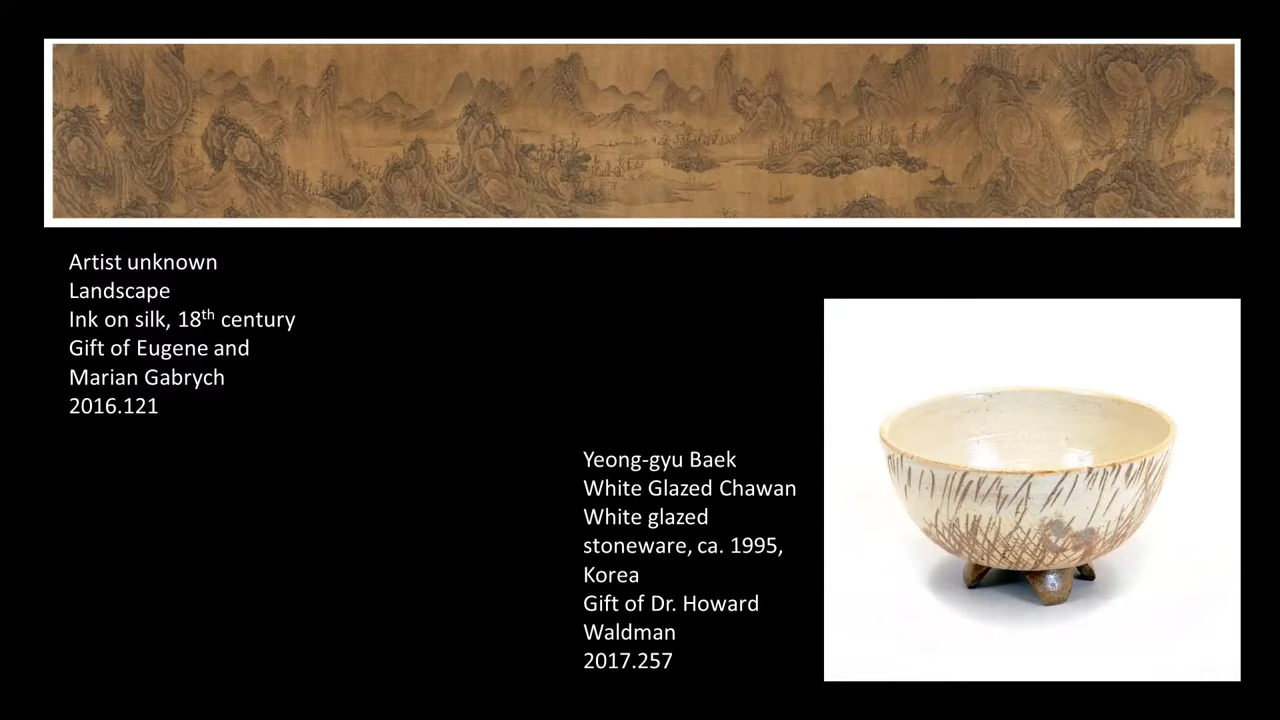 Artist unknown
Landscape
Ink on silk, 18th century
Gift of Eugene and
Marian Gabrych
2016.121
Yeong-gyu Baek
White Glazed Chawan
White glazed
stoneware, ca. 1995,
Korea
Gift of Dr. Howard
Waldman
2017.257